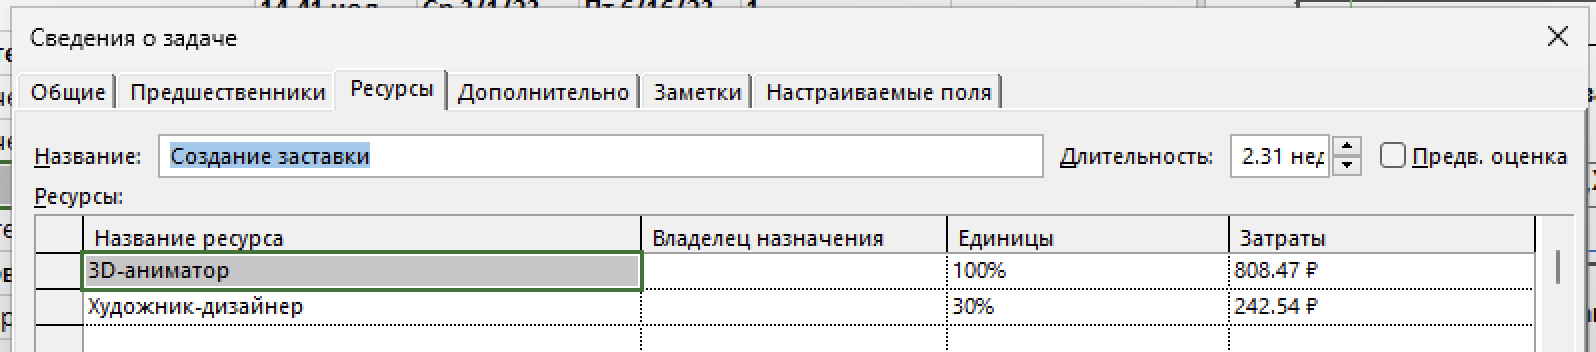 Сведения о задаче
Общие Предшественники Ресурсы Дополнительно Заметки Настраиваемые поля
Название: Создание заставки Длительность: 2.31 нед Предв. оценка
Ресурсы:
Название ресурса Владелец назначения Единицы Затраты
3D-аниматор 100% 808.47 ₽
Художник-дизайнер 30% 242.54 ₽